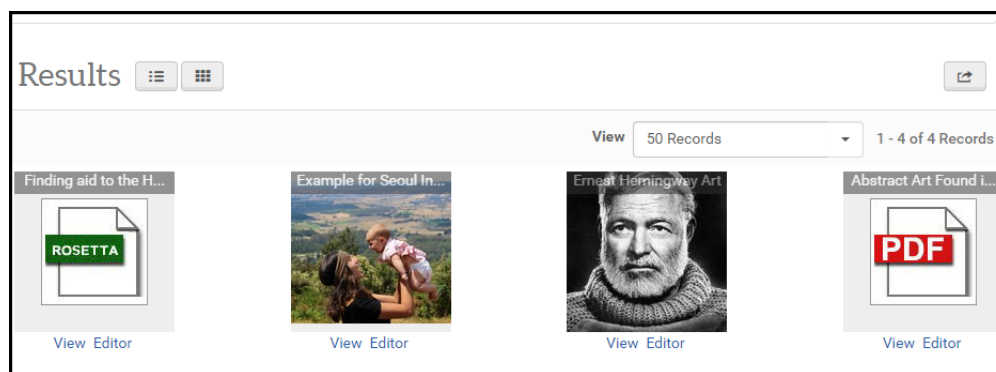 Results
View 50 Records 1 - 4 of 4 Records
Finding aid to the H... Example for Seoul In... Ernest Hemingway Art Abstract Art Found i...
ROSETTA PDF
View Editor View Editor View Editor View Editor